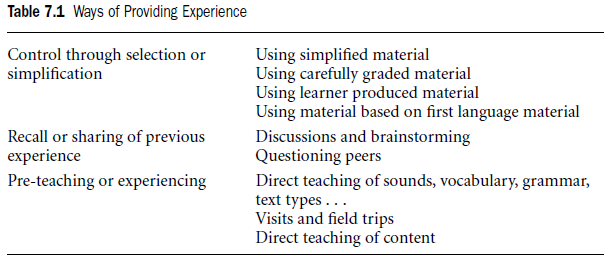 Table 7.1 Ways of Providing Experience
Control through selection or simplification
Using simplified material
Using carefully graded material
Using learner produced material
Using material based on first language material
Recall or sharing of previous experience
Discussions and brainstorming
Questioning peers
Pre-teaching or experiencing
Direct teaching of sounds, vocabulary, grammar,
text types . . .
Visits and field trips
Direct teaching of content